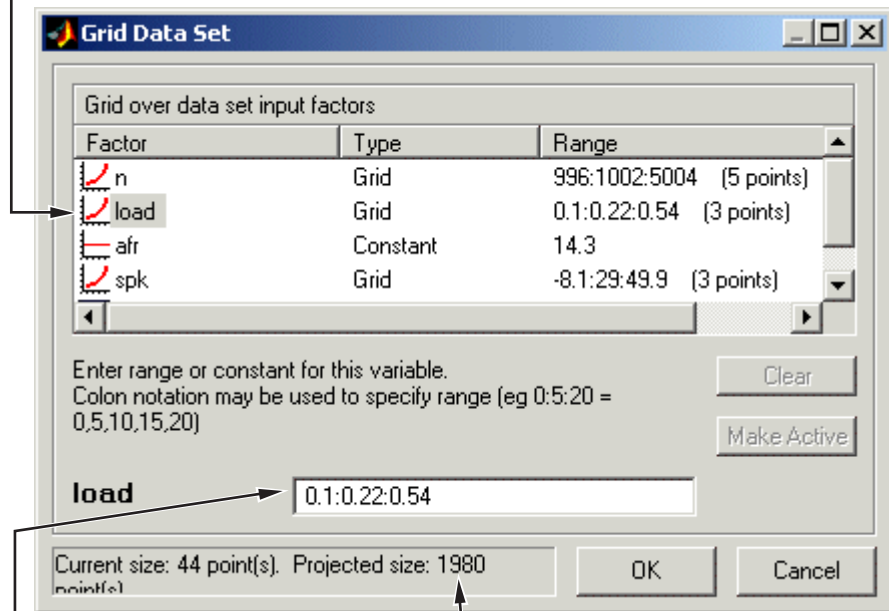 Grid Data Set
Grid over data set input factors
Factor Type Range
n Grid 996:1002:5004 (5 points)
load Grid 0.1:0.22:0.54 (3 points)
afr Constant 14.3
spk Grid -8.1:29:49.9 (3 points)
Enter range or constant for this variable.
Colon notation may be used to specify range (eg 0:5:20 =
0,5,10,15,20)
Clear
Make Active
load 0.1:0.22:0.54
Current size: 44 point(s). Projected size: 1980
point(s)
OK Cancel